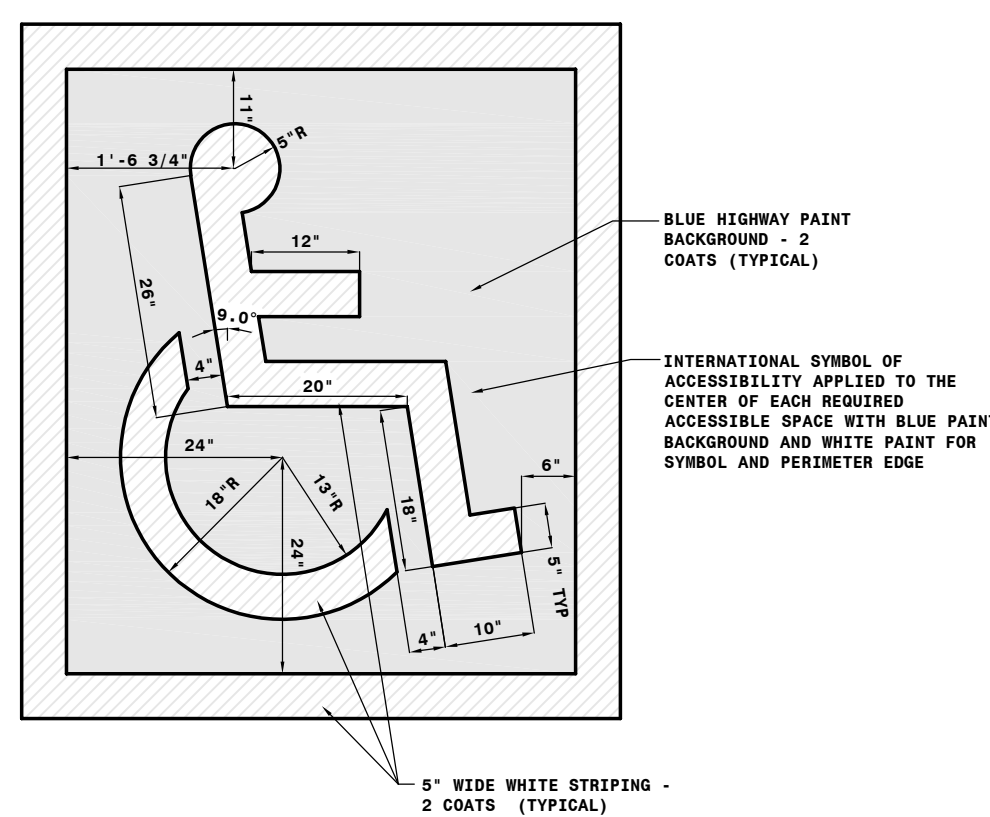 11"
5"R
1'-6 3/4"
BLUE HIGHWAY PAINT
BACKGROUND - 2
COATS (TYPICAL)
12"
26"
9.0°
4"
20"
INTERNATIONAL SYMBOL OF
ACCESSIBILITY APPLIED TO THE
CENTER OF EACH REQUIRED
ACCESSIBLE SPACE WITH BLUE PAINT
BACKGROUND AND WHITE PAINT FOR
SYMBOL AND PERIMETER EDGE
24"
6"
18"R
13"R
18"
24"
5" TYP
4"
10"
5" WIDE WHITE STRIPING -
2 COATS (TYPICAL)